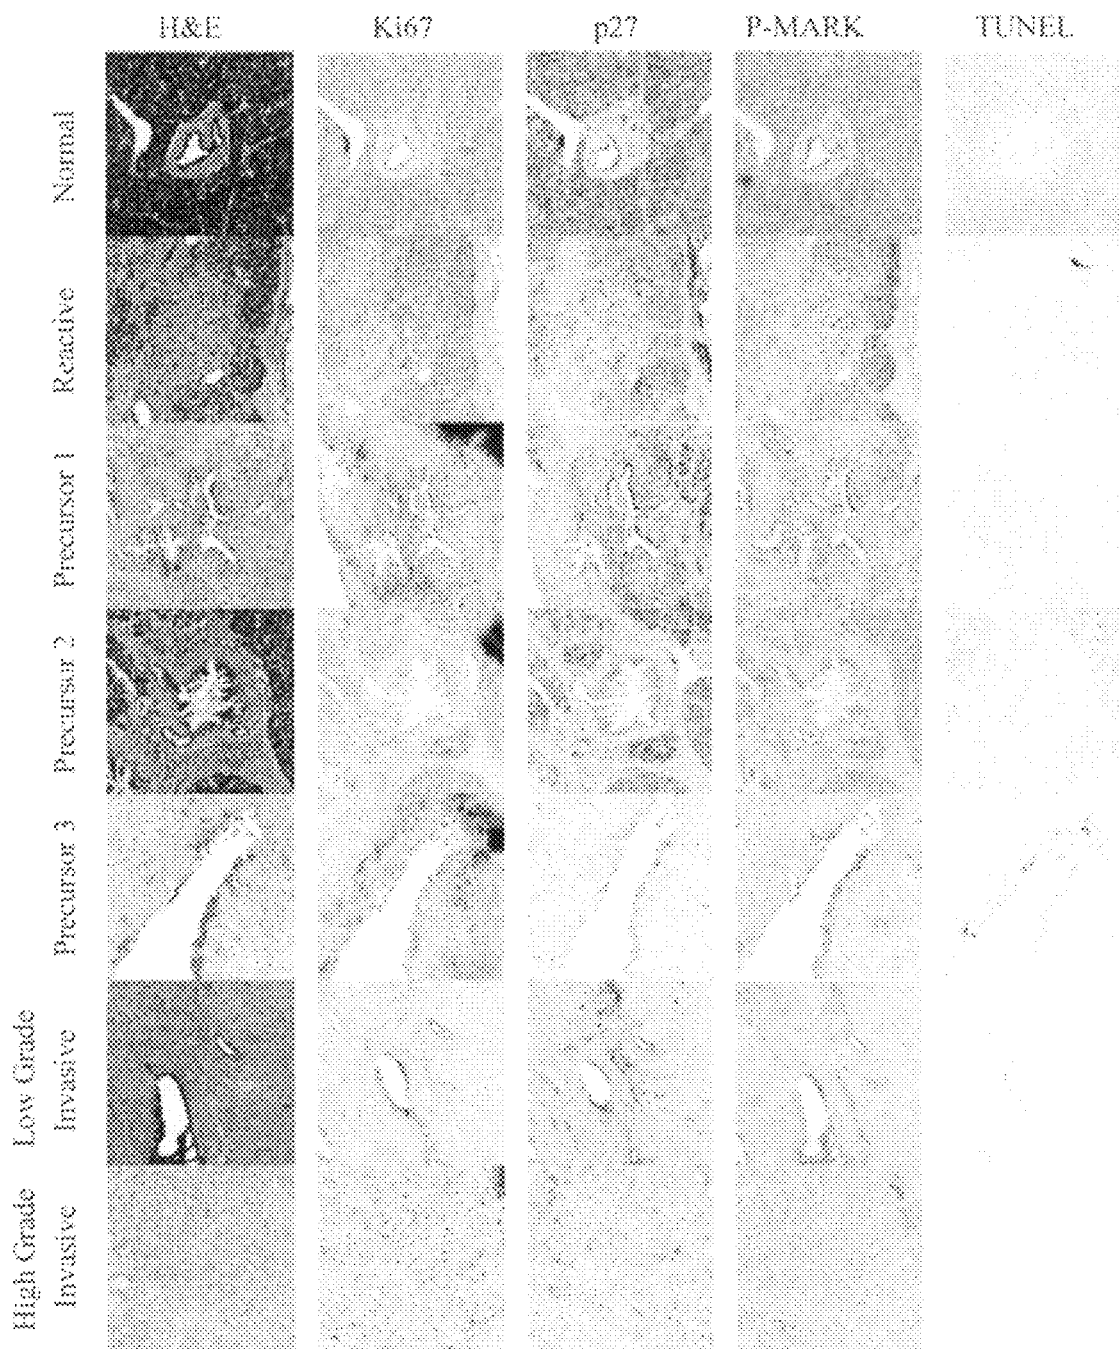 H&E
Ki67
p27
P-MARK
TUNEL
Normal
Reactive
Precursor 1
Precursor 2
Precursor 3
Low Grade
Invasive
High Grade
Invasive